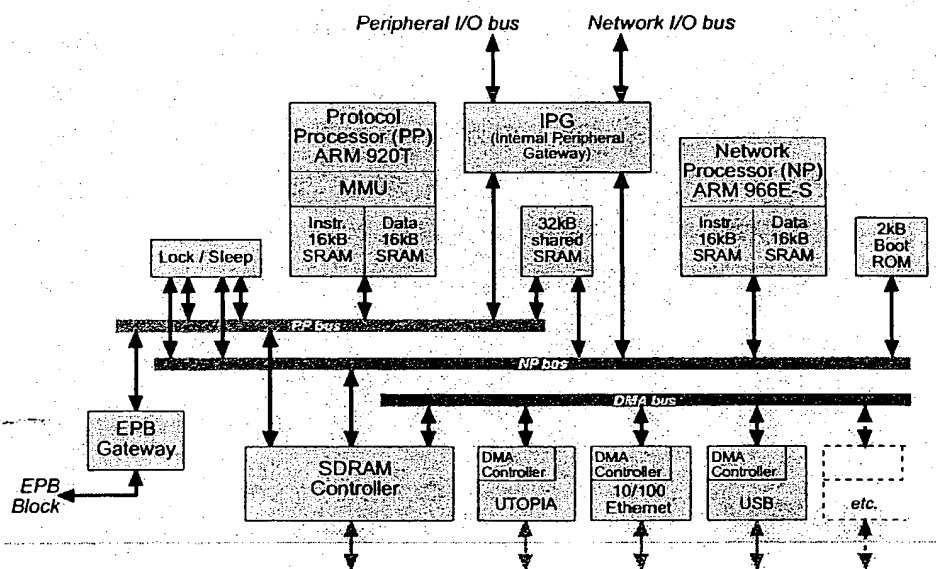 Peripheral I/O bus
Network I/O bus
Protocol
Processor (PP)
ARM 920T
MMU
Instr.
16kB
SRAM
Data
16kB
SRAM
IPG
(Internal Peripheral
Gateway)
32kB
shared
SRAM
Network
Processor (NP)
ARM 966E-S
Instr.
16kB
SRAM
Data
16kB
SRAM
2kB
Boot
ROM
Lock / Sleep
PP Bus
NP bus
DMA bus
EPB
Gateway
EPB
Block
SDRAM
Controller
DMA
Controller
UTOPIA
DMA
Controller
10/100
Ethernet
DMA
Controller
USB
etc.